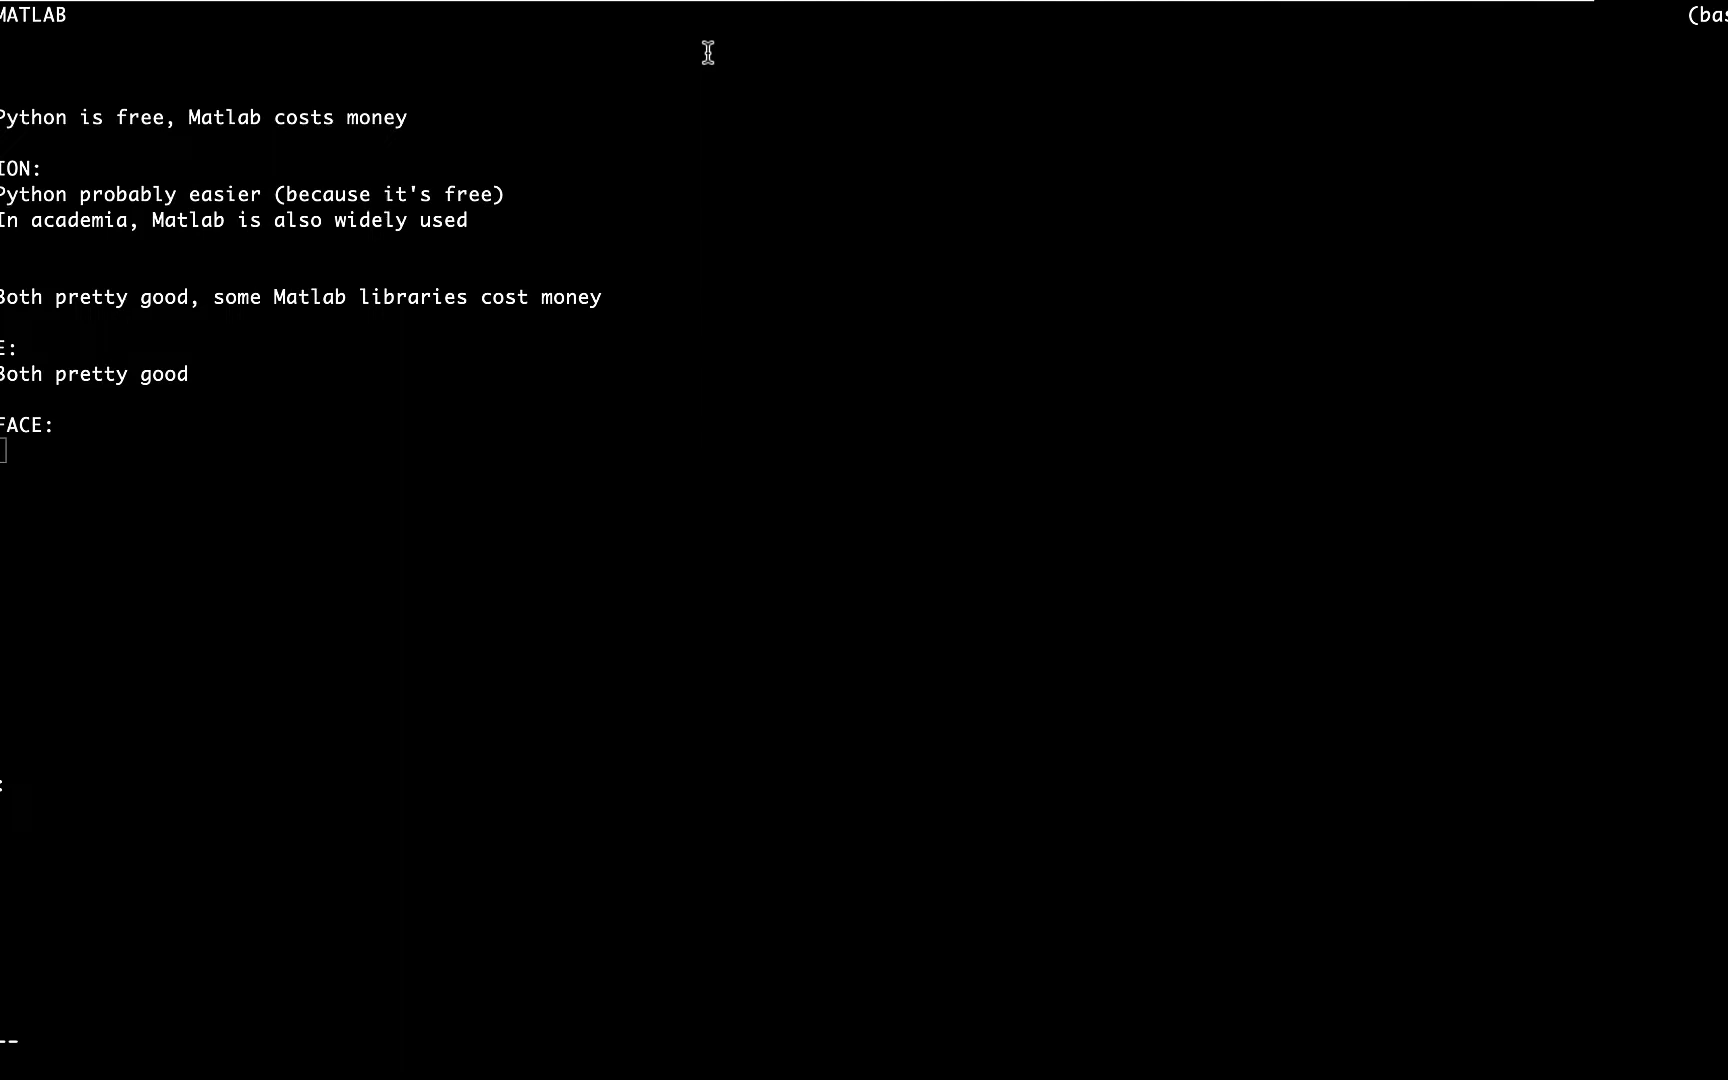 MATLAB
(bas
Python is free, Matlab costs money
ION:
Python probably easier (because it's free)
In academia, Matlab is also widely used
Both pretty good, some Matlab libraries cost money
E:
Both pretty good
FACE:
:
--